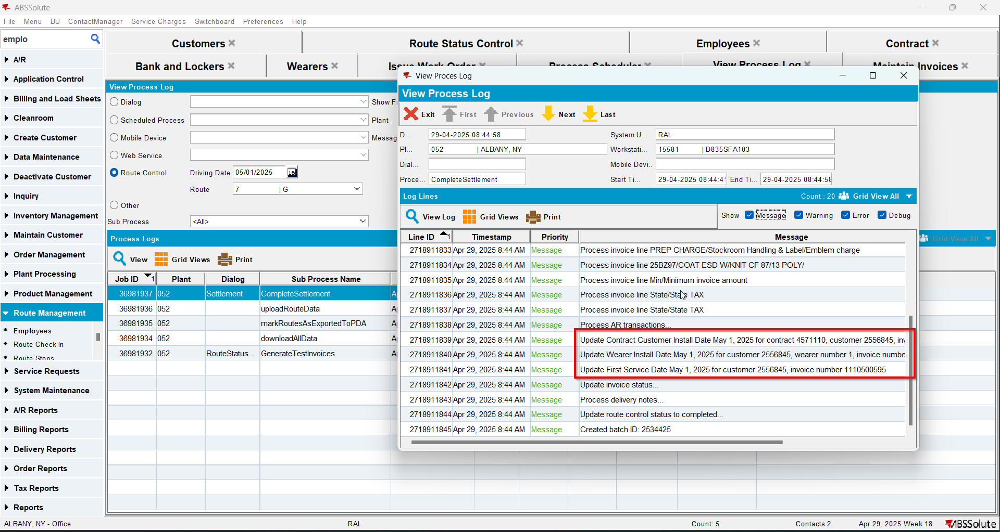 ABSSolute
File Menu BU ContactManager Service Charges Switchboard Preferences Help
emplo
A/R
Application Control
Billing and Load Sheets
Cleanroom
Create Customer
Data Maintenance
Deactivate Customer
Inquiry
Inventory Management
Maintain Customer
Order Management
Plant Processing
Product Management
Route Management
Employees
Route Check In
Route Stops
Service Requests
System Maintenance
A/R Reports
Billing Reports
Delivery Reports
Order Reports
Tax Reports
Reports
Customers Route Status Control Employees Contract
Bank and Lockers Wearers Issue Work Order Process Scheduler View Process Log Maintain Invoices
View Process Log
Dialog Show
Scheduled Process Plant
Mobile Device Messag
Web Service
Route Control Driving Date 05/01/2025 16
Route 7 | G
Other
Sub Process <All>
Process Logs Grid View All
View Grid Views Print
Job ID 1 Plant Dialog Sub Process Name
36981937 052 Settlement CompleteSettlement
36981936 052 uploadRouteData
36981935 052 markRoutesAsExportedToPDA
36981934 052 downloadAllData
36981932 052 RouteStatus... GenerateTestInvoices
View Proces Log
View Process Log
Exit First Previous Next Last
D... 29-04-2025 08:44:58 System U... RAL
Pl... 052 | ALBANY, NY Workstati... 15581 | D835SFA103
Dial... Mobile Devi..
Proce... CompleteSettlement Start Ti... 29-04-2025 08:44:41 End Ti... 29-04-2025 08:44:58
Log Lines Count : 20 Grid View All
View Log Grid Views Print Show Message Warning Error Debug
Line ID 1 Timestamp Priority Message
2718911833 Apr 29, 2025 8:44 AM Message Process invoice line PREP CHARGE/Stockroom Handling & Label/Emblem charge
2718911834 Apr 29, 2025 8:44 AM Message Process invoice line 25BZ97/COAT ESD W/KNIT CF 87/13 POLY/
2718911835 Apr 29, 2025 8:44 AM Message Process invoice line Min/Minimum invoice amount
2718911836 Apr 29, 2025 8:44 AM Message Process invoice line State/State TAX
2718911837 Apr 29, 2025 8:44 AM Message Process invoice line State/State TAX
2718911838 Apr 29, 2025 8:44 AM Message Process AR transactions...
2718911839 Apr 29, 2025 8:44 AM Message Update Contract Customer Install Date May 1, 2025 for contract 4571110, customer 2556845, inv
2718911840 Apr 29, 2025 8:44 AM Message Update Wearer Install Date May 1, 2025 for customer 2556845, wearer number 1, invoice numbe
2718911841 Apr 29, 2025 8:44 AM Message Update First Service Date May 1, 2025 for customer 2556845, invoice number 1110500595
2718911842 Apr 29, 2025 8:44 AM Message Update invoice status...
2718911843 Apr 29, 2025 8:44 AM Message Process delivery notes...
2718911844 Apr 29, 2025 8:44 AM Message Update route control status to completed...
2718911845 Apr 29, 2025 8:44 AM Message Created batch ID: 2534425
ALBANY, NY - Office RAL Count: 5 Contacts 2 Apr 29, 2025 Week 18 ABSSolute